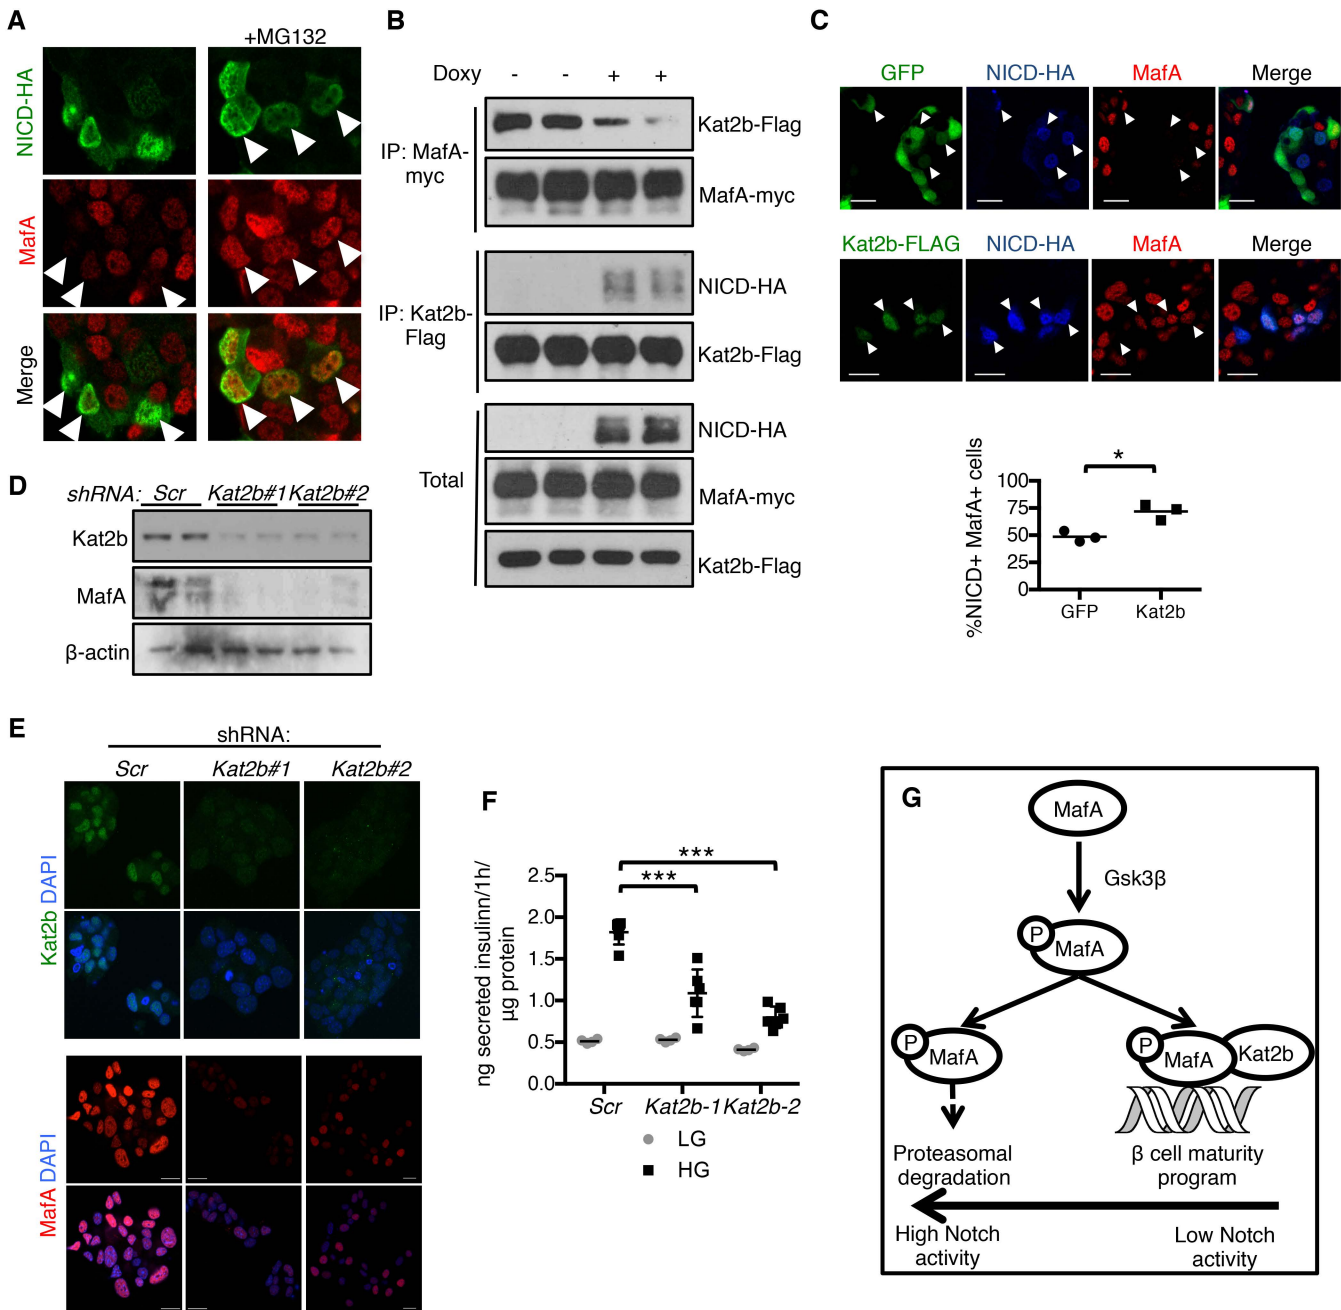 A
+MG132
NICD-HA
MafA
Merge
B
Doxy - - + +
IP: MafA-
myc
Kat2b-Flag
MafA-myc
IP: Kat2b-
Flag
NICD-HA
Kat2b-Flag
Total
NICD-HA
MafA-myc
Kat2b-Flag
C
GFP NICD-HA MafA Merge
Kat2b-FLAG NICD-HA MafA Merge
%NICD+ MafA+ cells
100
75
50
25
0
*
GFP Kat2b
D
shRNA: Scr Kat2b#1 Kat2b#2
Kat2b
MafA
β-actin
E
shRNA:
Scr Kat2b#1 Kat2b#2
Kat2b DAPI
MafA DAPI
F
ng secreted insulinn/1h/
µg protein
2.5
2.0
1.5
1.0
0.5
0.0
***
***
Scr Kat2b-1 Kat2b-2
LG
HG
G
MafA
Gsk3β
P MafA
P MafA
P MafA Kat2b
Proteasomal
degradation
β cell maturity
program
High Notch
activity
Low Notch
activity